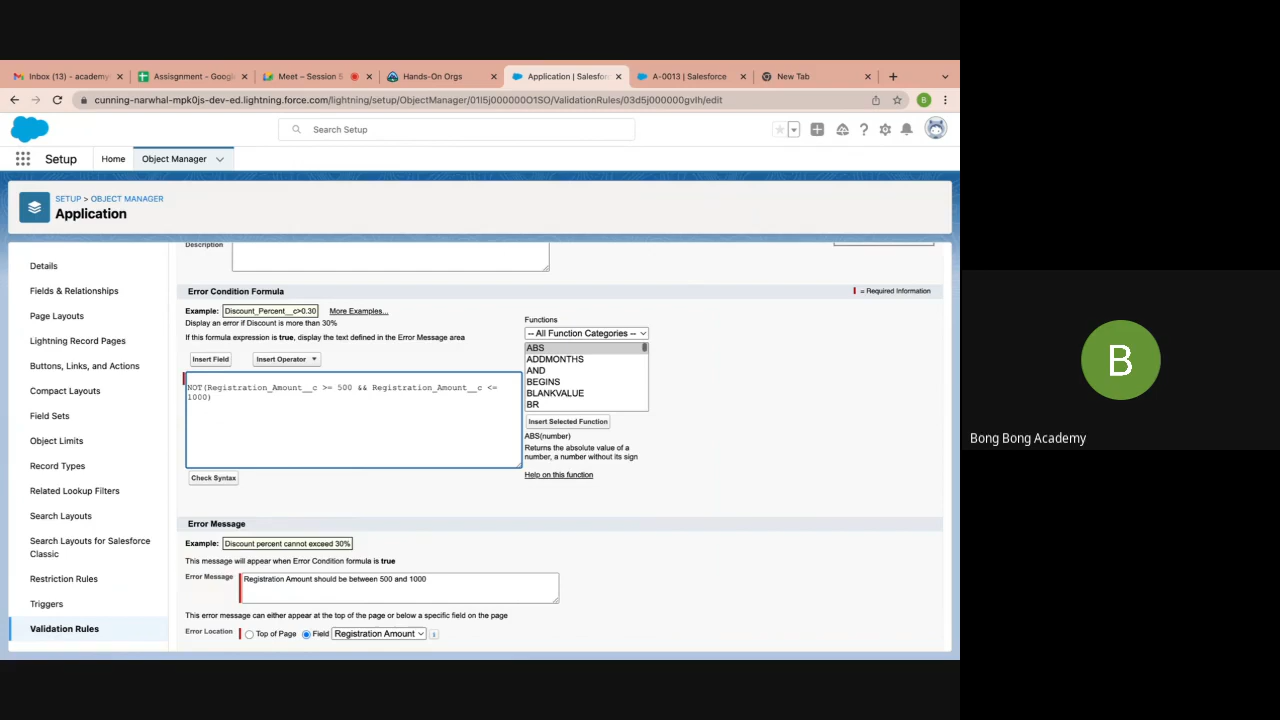 Inbox (13) - academy
Assisgnment - Google
Meet – Session 5
Hands-On Orgs
Application | Salesforce
A-0013 | Salesforce
New Tab
cunning-narwhal-mpk0js-dev-ed.lightning.force.com/lightning/setup/ObjectManager/01I5j000000O1SO/ValidationRules/03d5j000000gvIh/edit
B
Search Setup
Setup
Home
Object Manager
SETUP > OBJECT MANAGER
Application
Details
Fields & Relationships
Page Layouts
Lightning Record Pages
Buttons, Links, and Actions
Compact Layouts
Field Sets
Object Limits
Record Types
Related Lookup Filters
Search Layouts
Search Layouts for Salesforce
Classic
Restriction Rules
Triggers
Validation Rules
Description
Error Condition Formula
= Required Information
Example: Discount_Percent__c>0.30 More Examples...
Display an error if Discount is more than 30%
If this formula expression is true, display the text defined in the Error Message area
Insert Field
Insert Operator
NOT(Registration_Amount__c >= 500 && Registration_Amount__c <=
1000)
Check Syntax
Functions
-- All Function Categories --
ABS
ADDMONTHS
AND
BEGINS
BLANKVALUE
BR
Insert Selected Function
ABS(number)
Returns the absolute value of a
number, a number without its sign
Help on this function
Error Message
Example: Discount percent cannot exceed 30%
This message will appear when Error Condition formula is true
Error Message Registration Amount should be between 500 and 1000
This error message can either appear at the top of the page or below a specific field on the page
Error Location Top of Page Field Registration Amount i
B
Bong Bong Academy